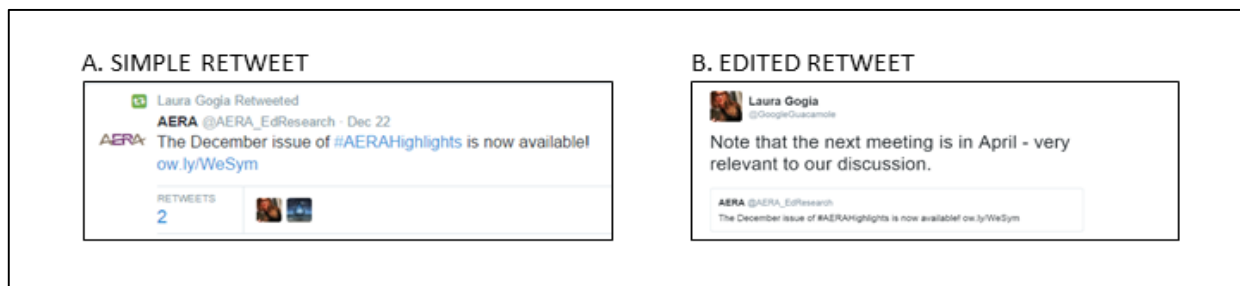 A. SIMPLE RETWEET
Laura Gogia Retweeted
AERA @AERA_EdResearch · Dec 22
AERA
The December issue of #AERAHighlights is now available!
ow.ly/WeSym
RETWEETS
2
B. EDITED RETWEET
Laura Gogia
@GoogleGuacamole
Note that the next meeting is in April - very
relevant to our discussion.
AERA @AERA_EdResearch
The December issue of #AERAHighlights is now available! ow.ly/WeSym